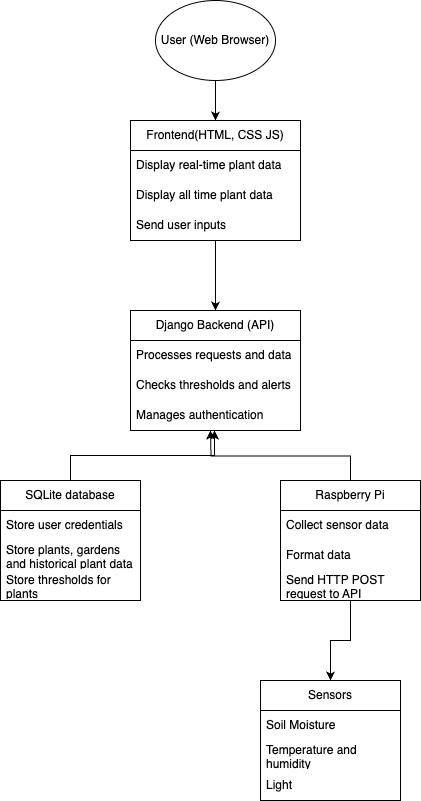 User (Web Browser)
Frontend(HTML, CSS JS)
Display real-time plant data
Display all time plant data
Send user inputs
Django Backend (API)
Processes requests and data
Checks thresholds and alerts
Manages authentication
SQLite database
Store user credentials
Store plants, gardens
and historical plant data
Store thresholds for
plants
Raspberry Pi
Collect sensor data
Format data
Send HTTP POST
request to API
Sensors
Soil Moisture
Temperature and
humidity
Light